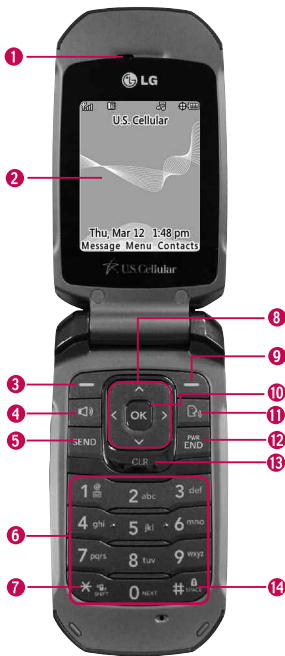 1
LG
U.S. Cellular
2
Thu, Mar 12 1:48 pm
Message Menu Contacts
U.S. Cellular
8
9
3
10
4
OK
11
5
SEND
PWR
END
12
CLR
13
1
2 abc
3 def
4 ghi
5 jkl
6 mno
6
7 pqrs
8 tuv
9 wxyz
7
* SHIFT
0 NEXT
# SPACE
14